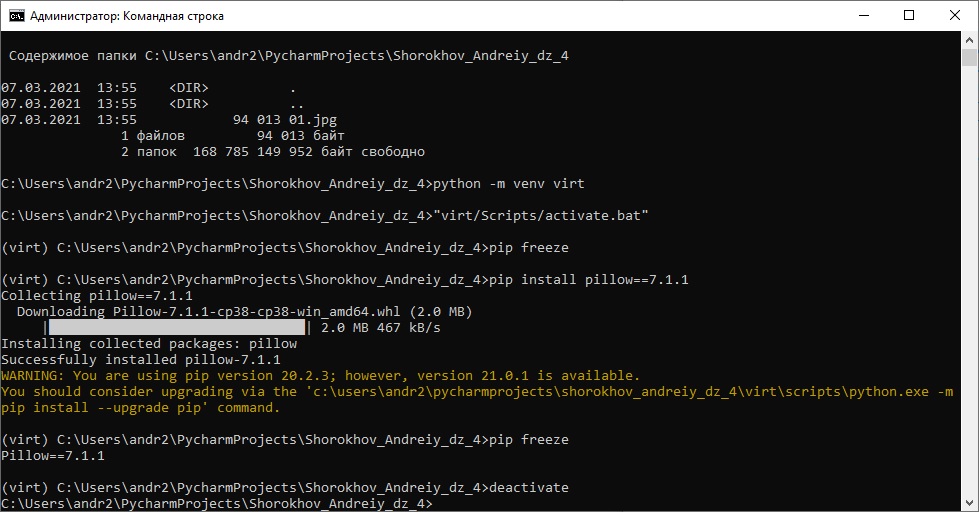 Администратор: Командная строка
Содержимое папки C:\Users\andr2\PycharmProjects\Shorokhov_Andreiy_dz_4
07.03.2021  13:55    <DIR>          .
07.03.2021  13:55    <DIR>          ..
07.03.2021  13:55            94 013 01.jpg
1 файлов         94 013 байт
2 папок  168 785 149 952 байт свободно
C:\Users\andr2\PycharmProjects\Shorokhov_Andreiy_dz_4>python -m venv virt
C:\Users\andr2\PycharmProjects\Shorokhov_Andreiy_dz_4>"virt/Scripts/activate.bat"
(virt) C:\Users\andr2\PycharmProjects\Shorokhov_Andreiy_dz_4>pip freeze
(virt) C:\Users\andr2\PycharmProjects\Shorokhov_Andreiy_dz_4>pip install pillow==7.1.1
Collecting pillow==7.1.1
Downloading Pillow-7.1.1-cp38-cp38-win_amd64.whl (2.0 MB)
|████████████████████████████████| 2.0 MB 467 kB/s
Installing collected packages: pillow
Successfully installed pillow-7.1.1
WARNING: You are using pip version 20.2.3; however, version 21.0.1 is available.
You should consider upgrading via the 'c:\users\andr2\pycharmprojects\shorokhov_andreiy_dz_4\virt\scripts\python.exe -m
pip install --upgrade pip' command.
(virt) C:\Users\andr2\PycharmProjects\Shorokhov_Andreiy_dz_4>pip freeze
Pillow==7.1.1
(virt) C:\Users\andr2\PycharmProjects\Shorokhov_Andreiy_dz_4>deactivate
C:\Users\andr2\PycharmProjects\Shorokhov_Andreiy_dz_4>